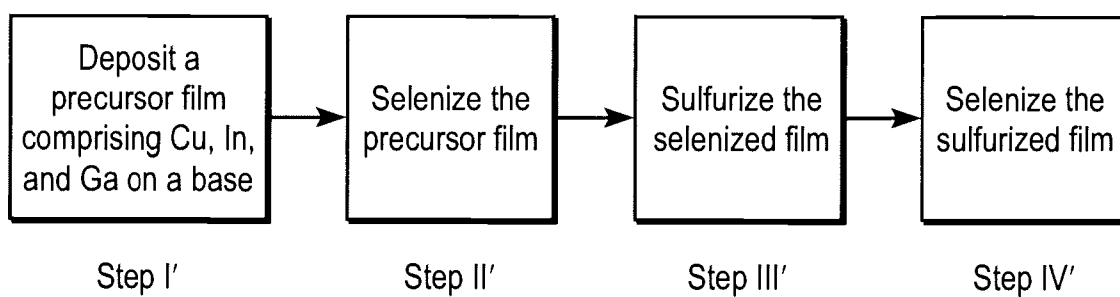 Deposit a
precursor film
comprising Cu, In,
and Ga on a base
Selenize the
precursor film
Sulfurize the
selenized film
Selenize the
sulfurized film
Step I′
Step II′
Step III′
Step IV′